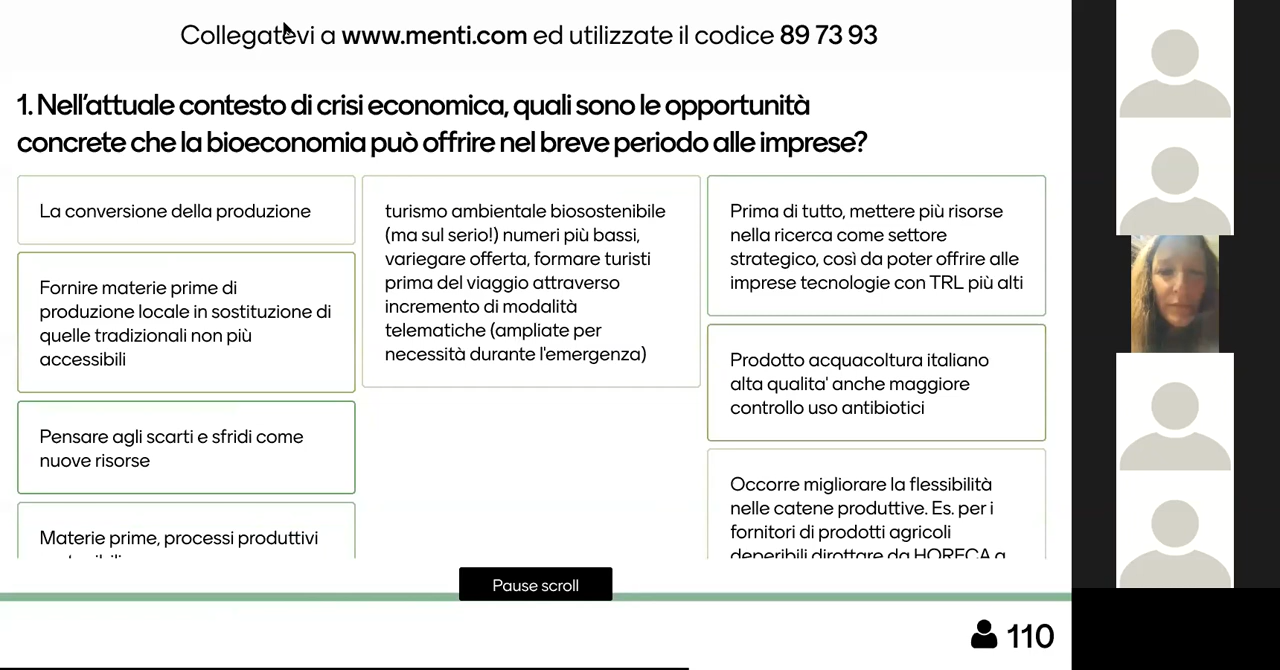 Collegatevi a www.menti.com ed utilizzate il codice 89 73 93
1. Nell'attuale contesto di crisi economica, quali sono le opportunità
concrete che la bioeconomia può offrire nel breve periodo alle imprese?
La conversione della produzione
Fornire materie prime di
produzione locale in sostituzione di
quelle tradizionali non più
accessibili
Pensare agli scarti e sfridi come
nuove risorse
Materie prime, processi produttivi
turismo ambientale biosostenibile
(ma sul serio!) numeri più bassi,
variegare offerta, formare turisti
prima del viaggio attraverso
incremento di modalità
telematiche (ampliate per
necessità durante l'emergenza)
Prima di tutto, mettere più risorse
nella ricerca come settore
strategico, così da poter offrire alle
imprese tecnologie con TRL più alti
Prodotto acquacoltura italiano
alta qualita' anche maggiore
controllo uso antibiotici
Occorre migliorare la flessibilità
nelle catene produttive. Es. per i
fornitori di prodotti agricoli
deperibili dirottare da HORECA a
Pause scroll
110